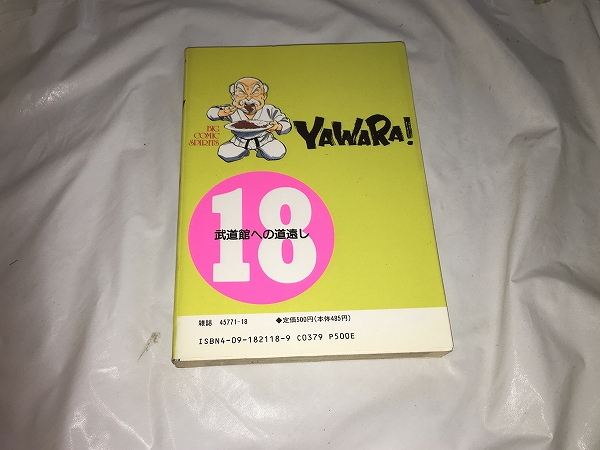 BIG
COMIC
SPIRITS
YAWARA!
18
武道館への道遠し
雑誌 45771-18
◆定価500円(本体485円)
ISBN4-09-182118-9 C0379 P500E